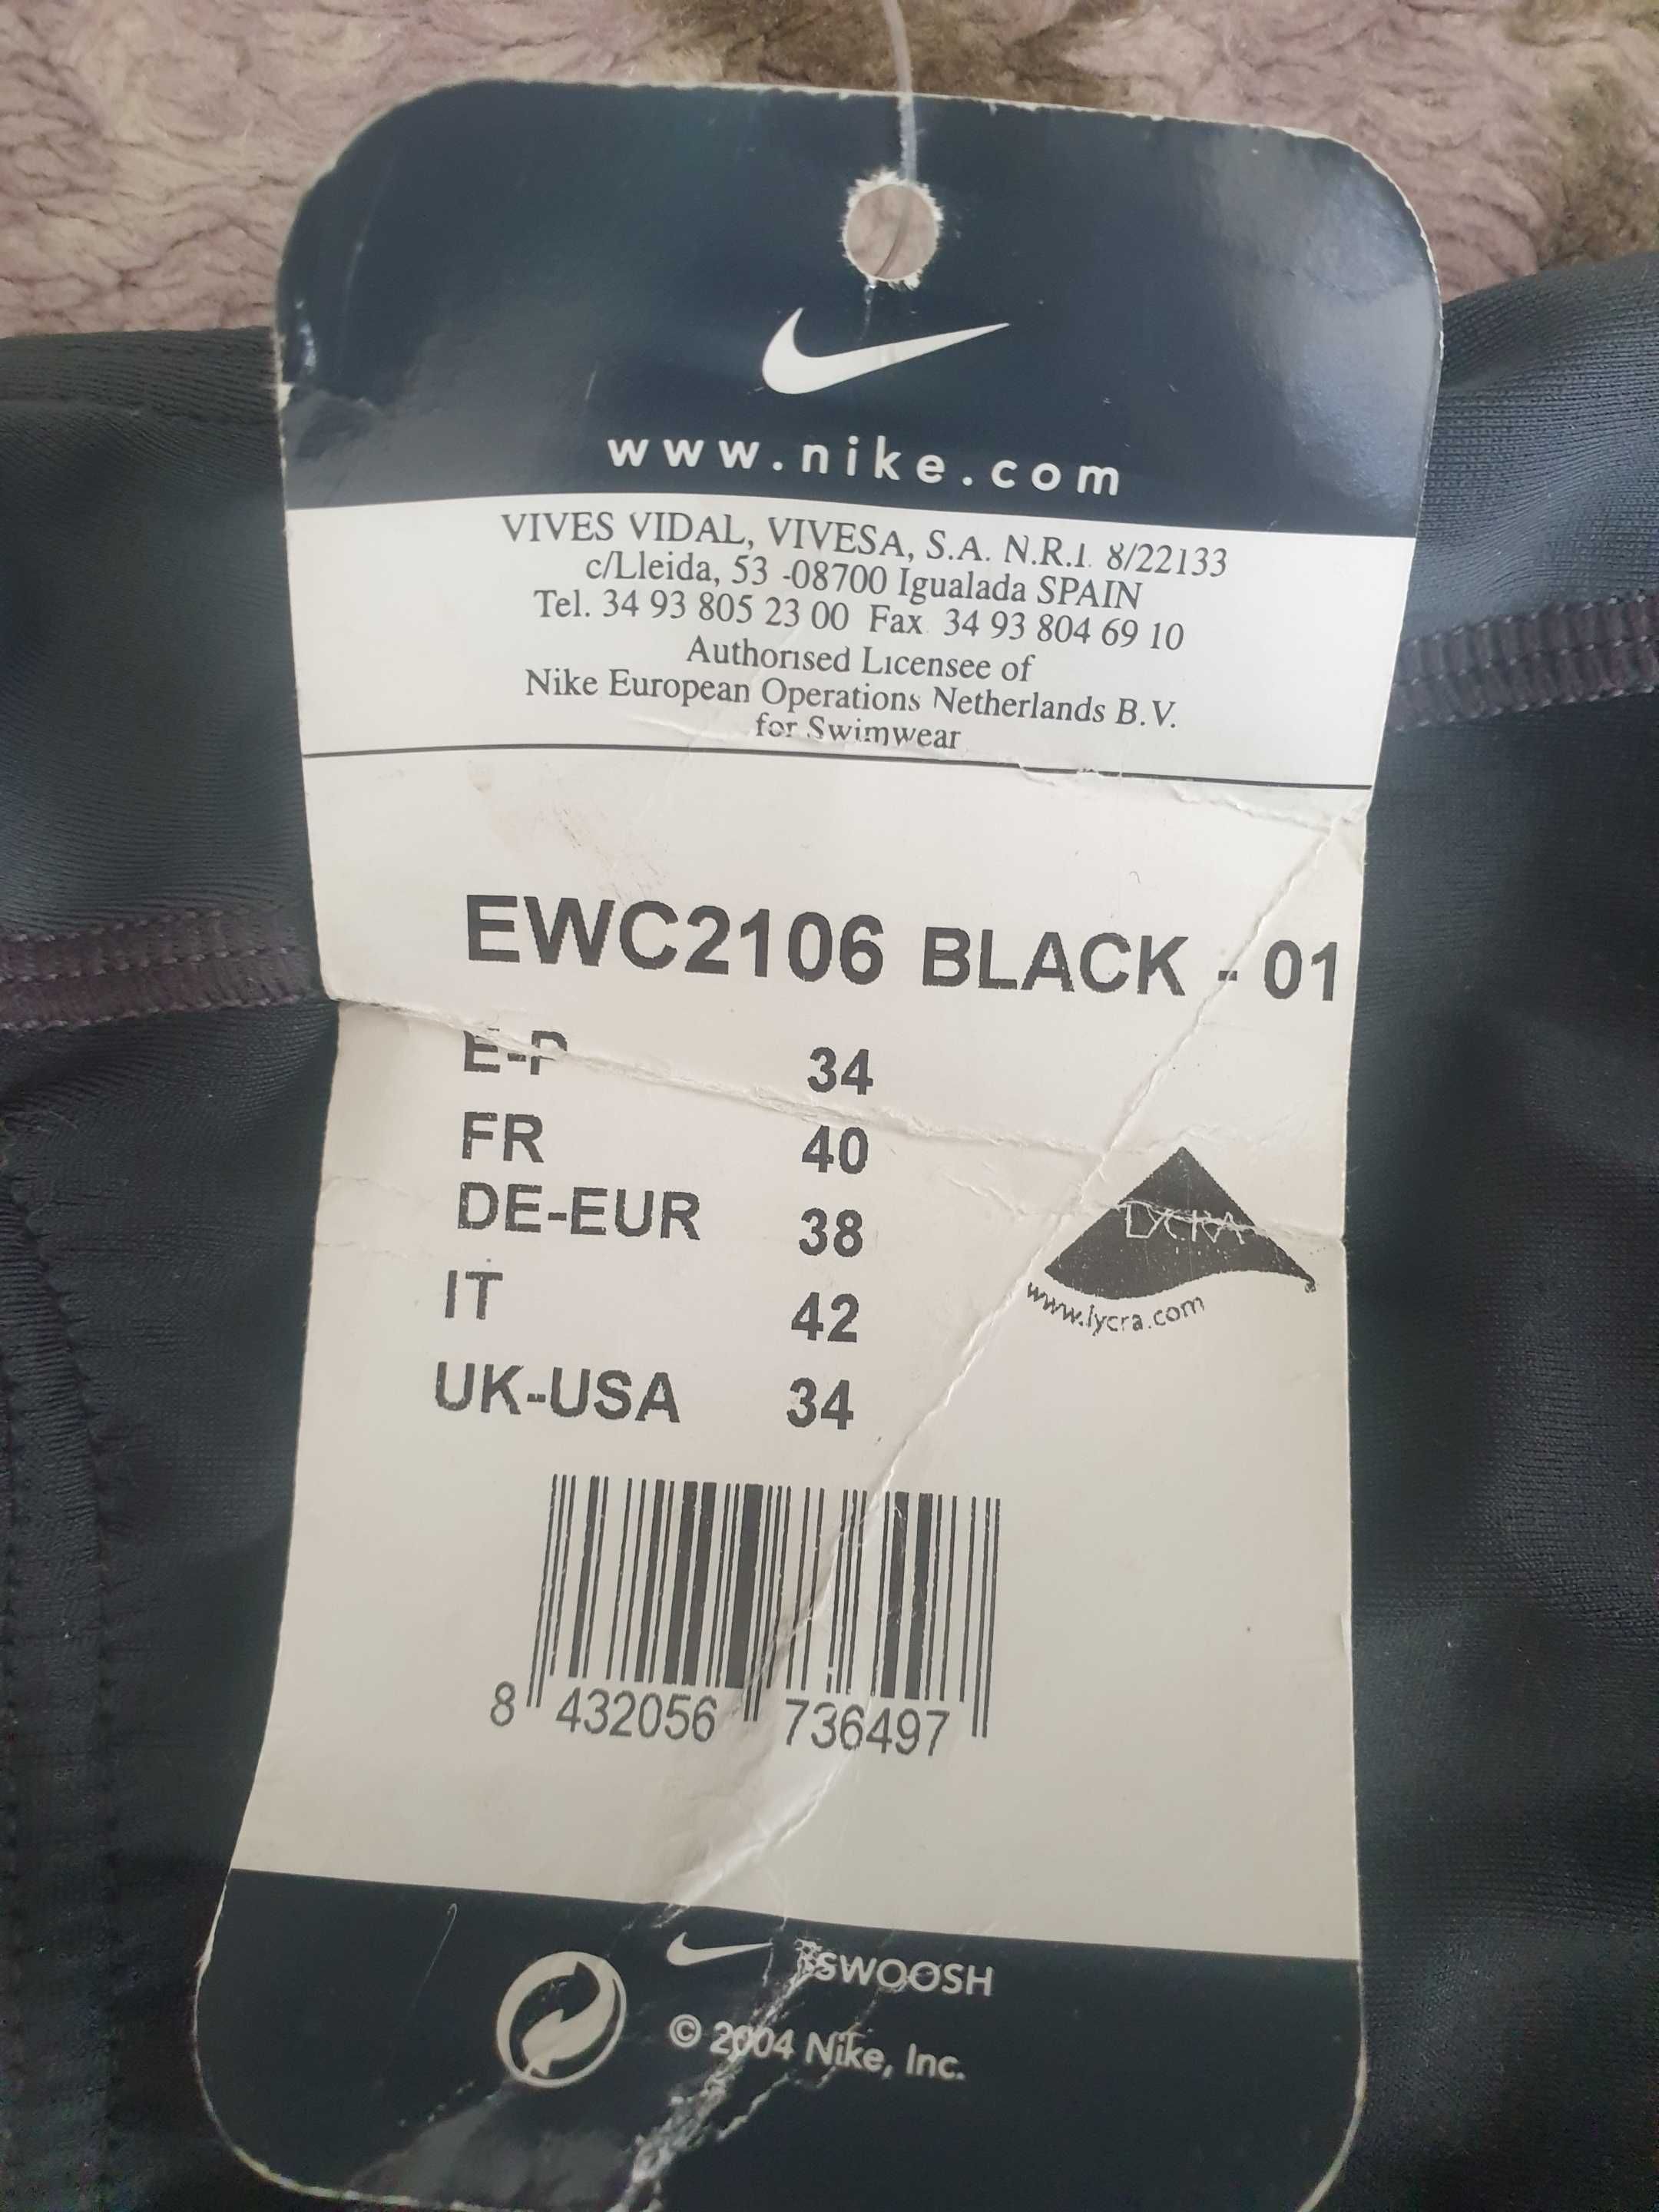 www.nike.com
VIVES VIDAL, VIVESA, S.A. N.R.I. 8/22133
c/Lleida, 53 -08700 Igualada SPAIN
Tel. 34 93 805 23 00 Fax. 34 93 804 69 10
Authorised Licensee of
Nike European Operations Netherlands B.V.
for Swimwear
EWC2106 BLACK - 01
E-P 34
FR 40
DE-EUR 38
IT 42
UK-USA 34
LYCRA
www.lycra.com
8 432056 736497
SWOOSH
© 2004 Nike, Inc.